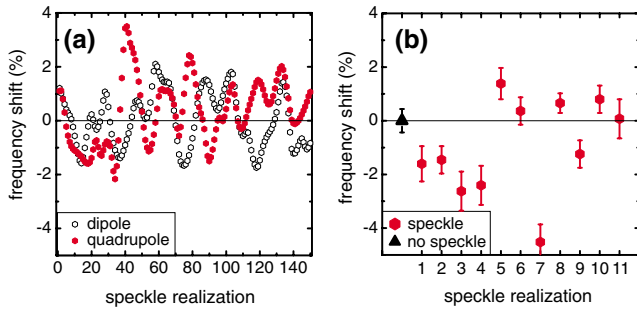 (a)
frequency shift (%)
4
2
0
-2
-4
dipole
quadrupole
0 20 40 60 80 100 120 140
speckle realization
(b)
frequency shift (%)
4
2
0
-2
-4
speckle
no speckle
1 2 3 4 5 6 7 8 9 10 11
speckle realization